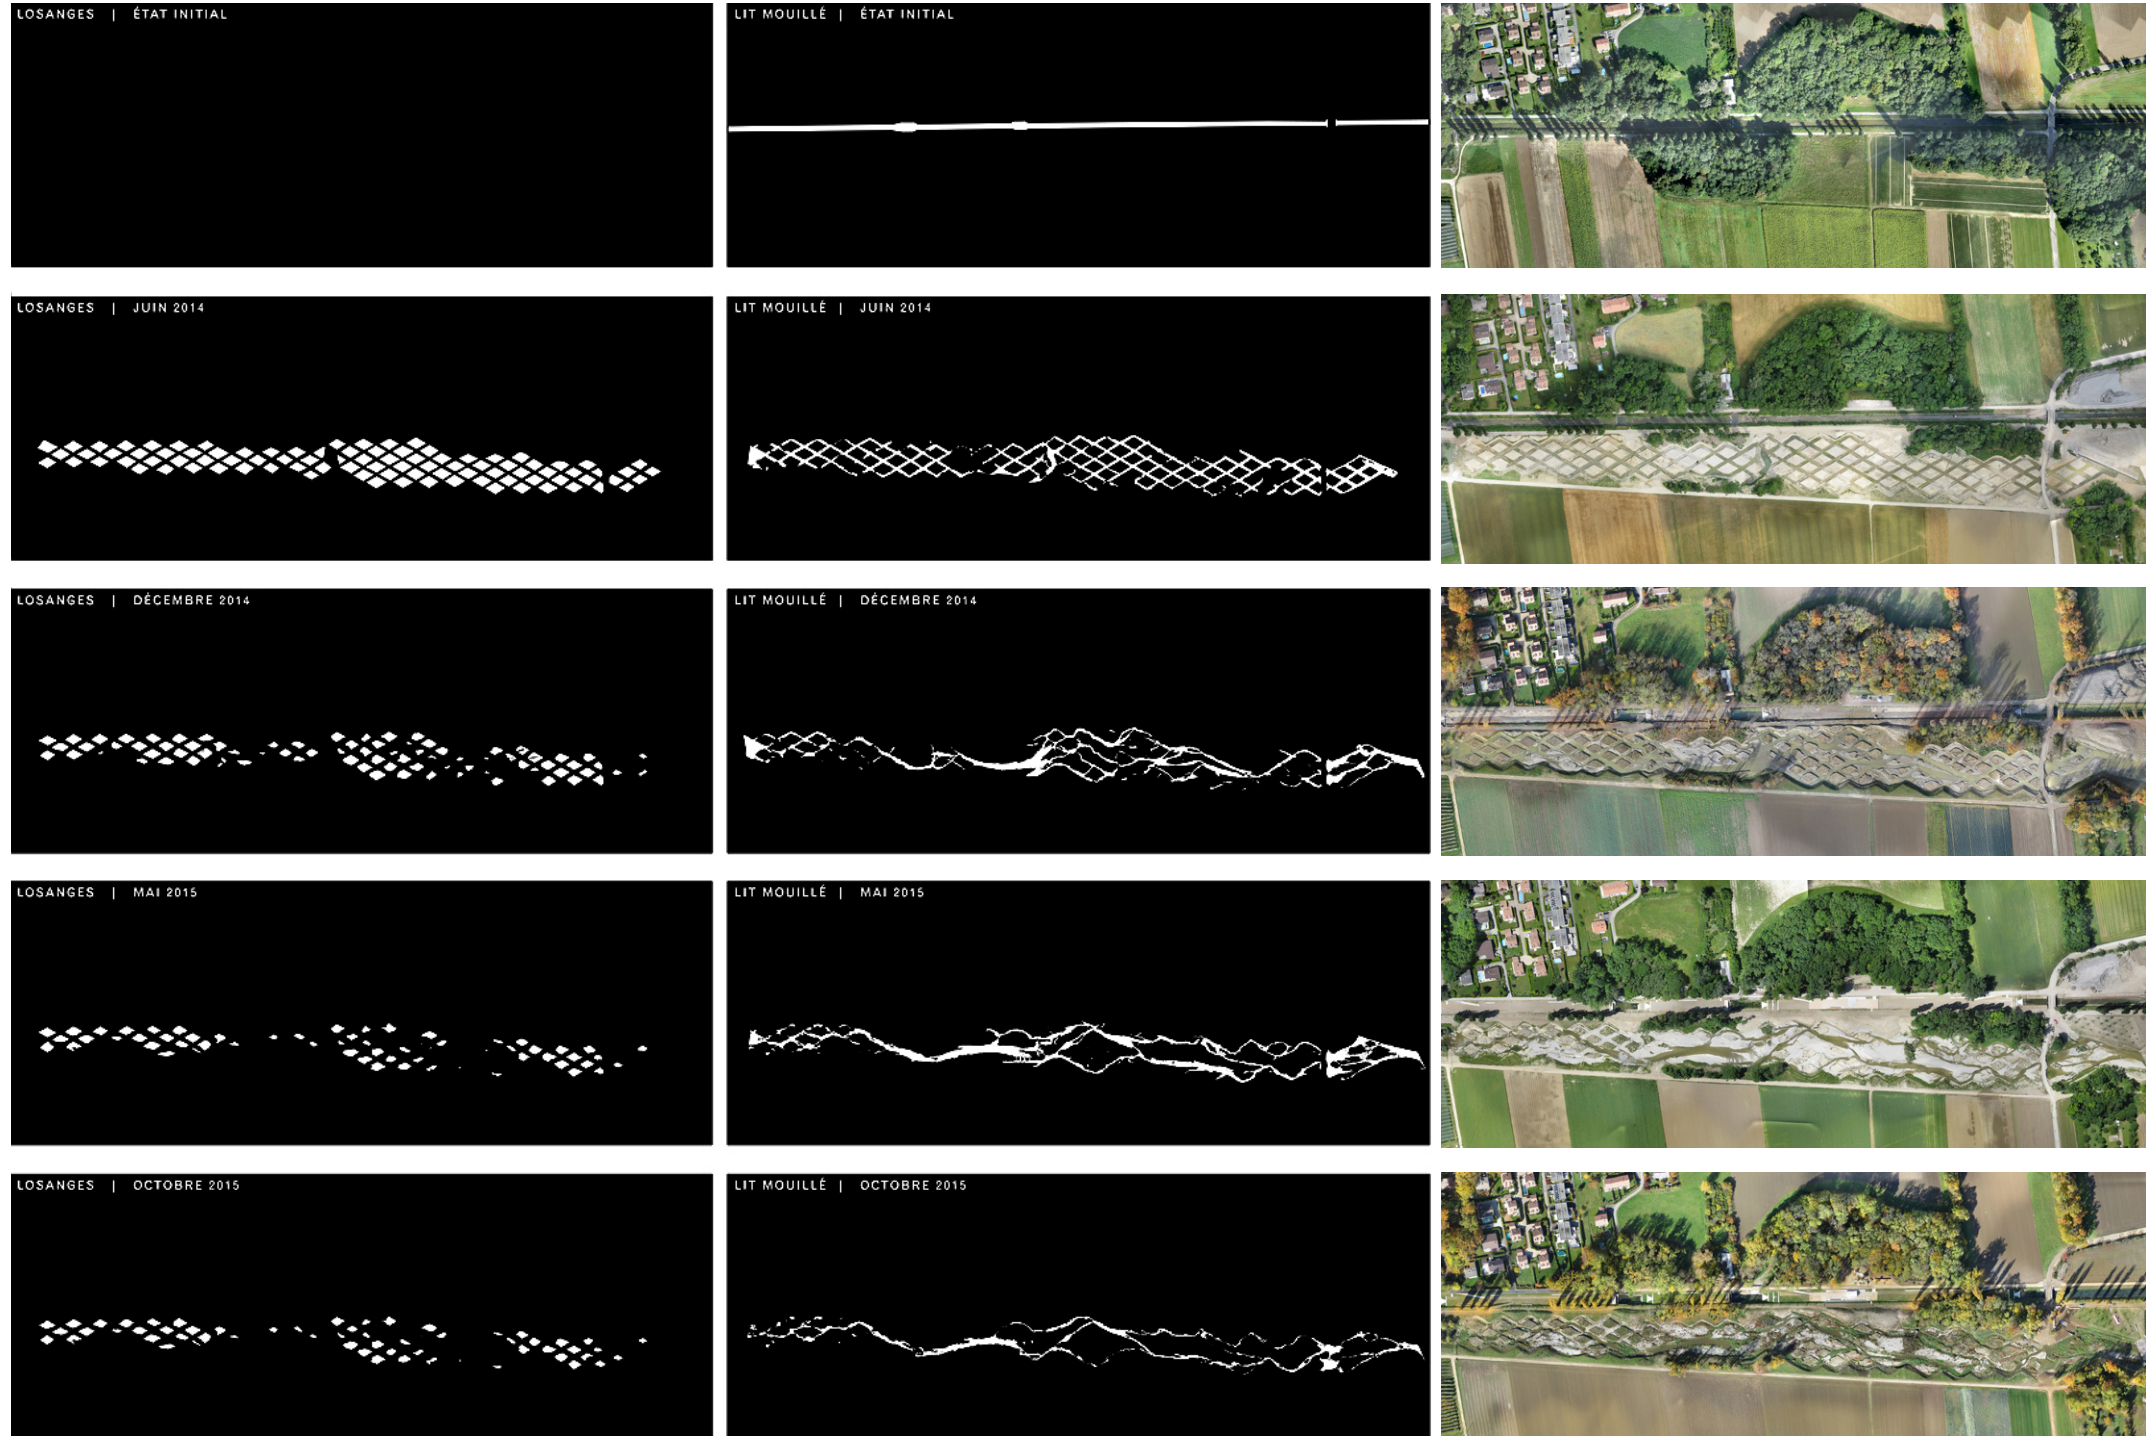 LOSANGES | ÉTAT INITIAL
LIT MOUILLÉ | ÉTAT INITIAL
LOSANGES | JUIN 2014
LIT MOUILLÉ | JUIN 2014
LOSANGES | DÉCEMBRE 2014
LIT MOUILLÉ | DÉCEMBRE 2014
LOSANGES | MAI 2015
LIT MOUILLÉ | MAI 2015
LOSANGES | OCTOBRE 2015
LIT MOUILLÉ | OCTOBRE 2015